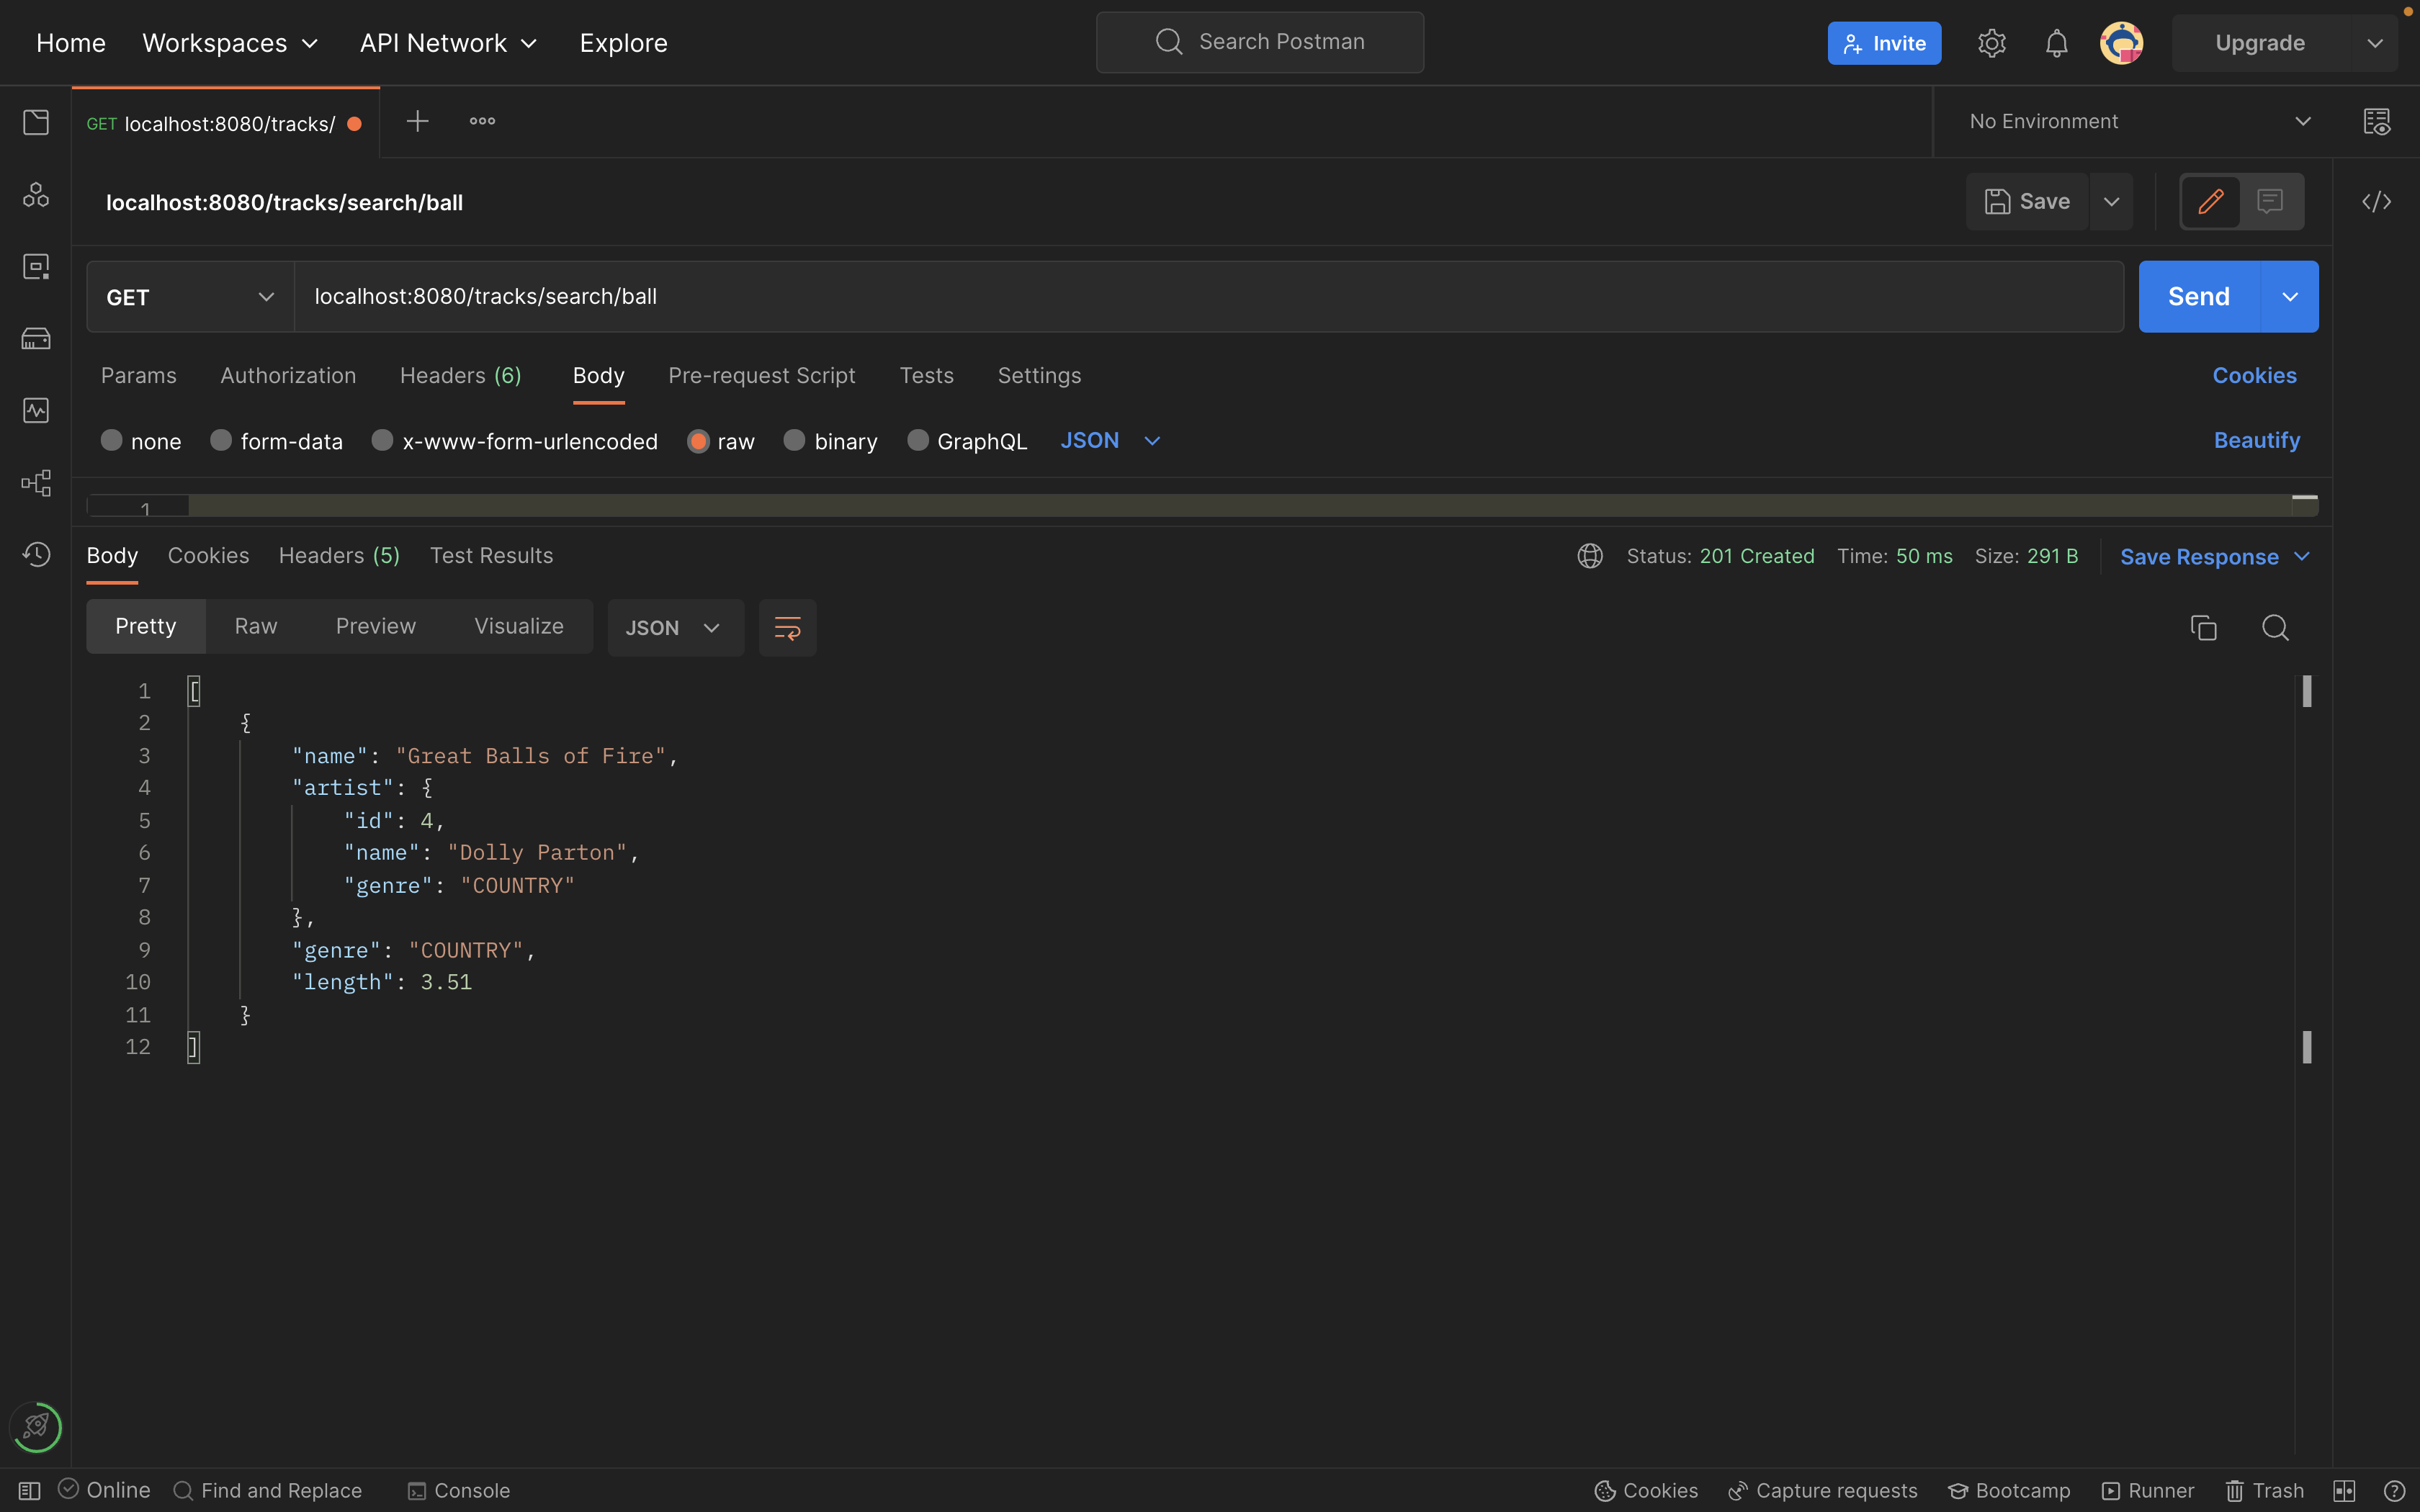 Home Workspaces API Network Explore Search Postman Invite Upgrade
GET localhost:8080/tracks/ No Environment
localhost:8080/tracks/search/ball Save
GET localhost:8080/tracks/search/ball Send
Params Authorization Headers (6) Body Pre-request Script Tests Settings Cookies
none form-data x-www-form-urlencoded raw binary GraphQL JSON Beautify
1
Body Cookies Headers (5) Test Results Status: 201 Created Time: 50 ms Size: 291 B Save Response
Pretty Raw Preview Visualize JSON
1 [
2 {
3 "name": "Great Balls of Fire",
4 "artist": {
5 "id": 4,
6 "name": "Dolly Parton",
7 "genre": "COUNTRY"
8 },
9 "genre": "COUNTRY",
10 "length": 3.51
11 }
12 ]
Online Find and Replace Console Cookies Capture requests Bootcamp Runner Trash